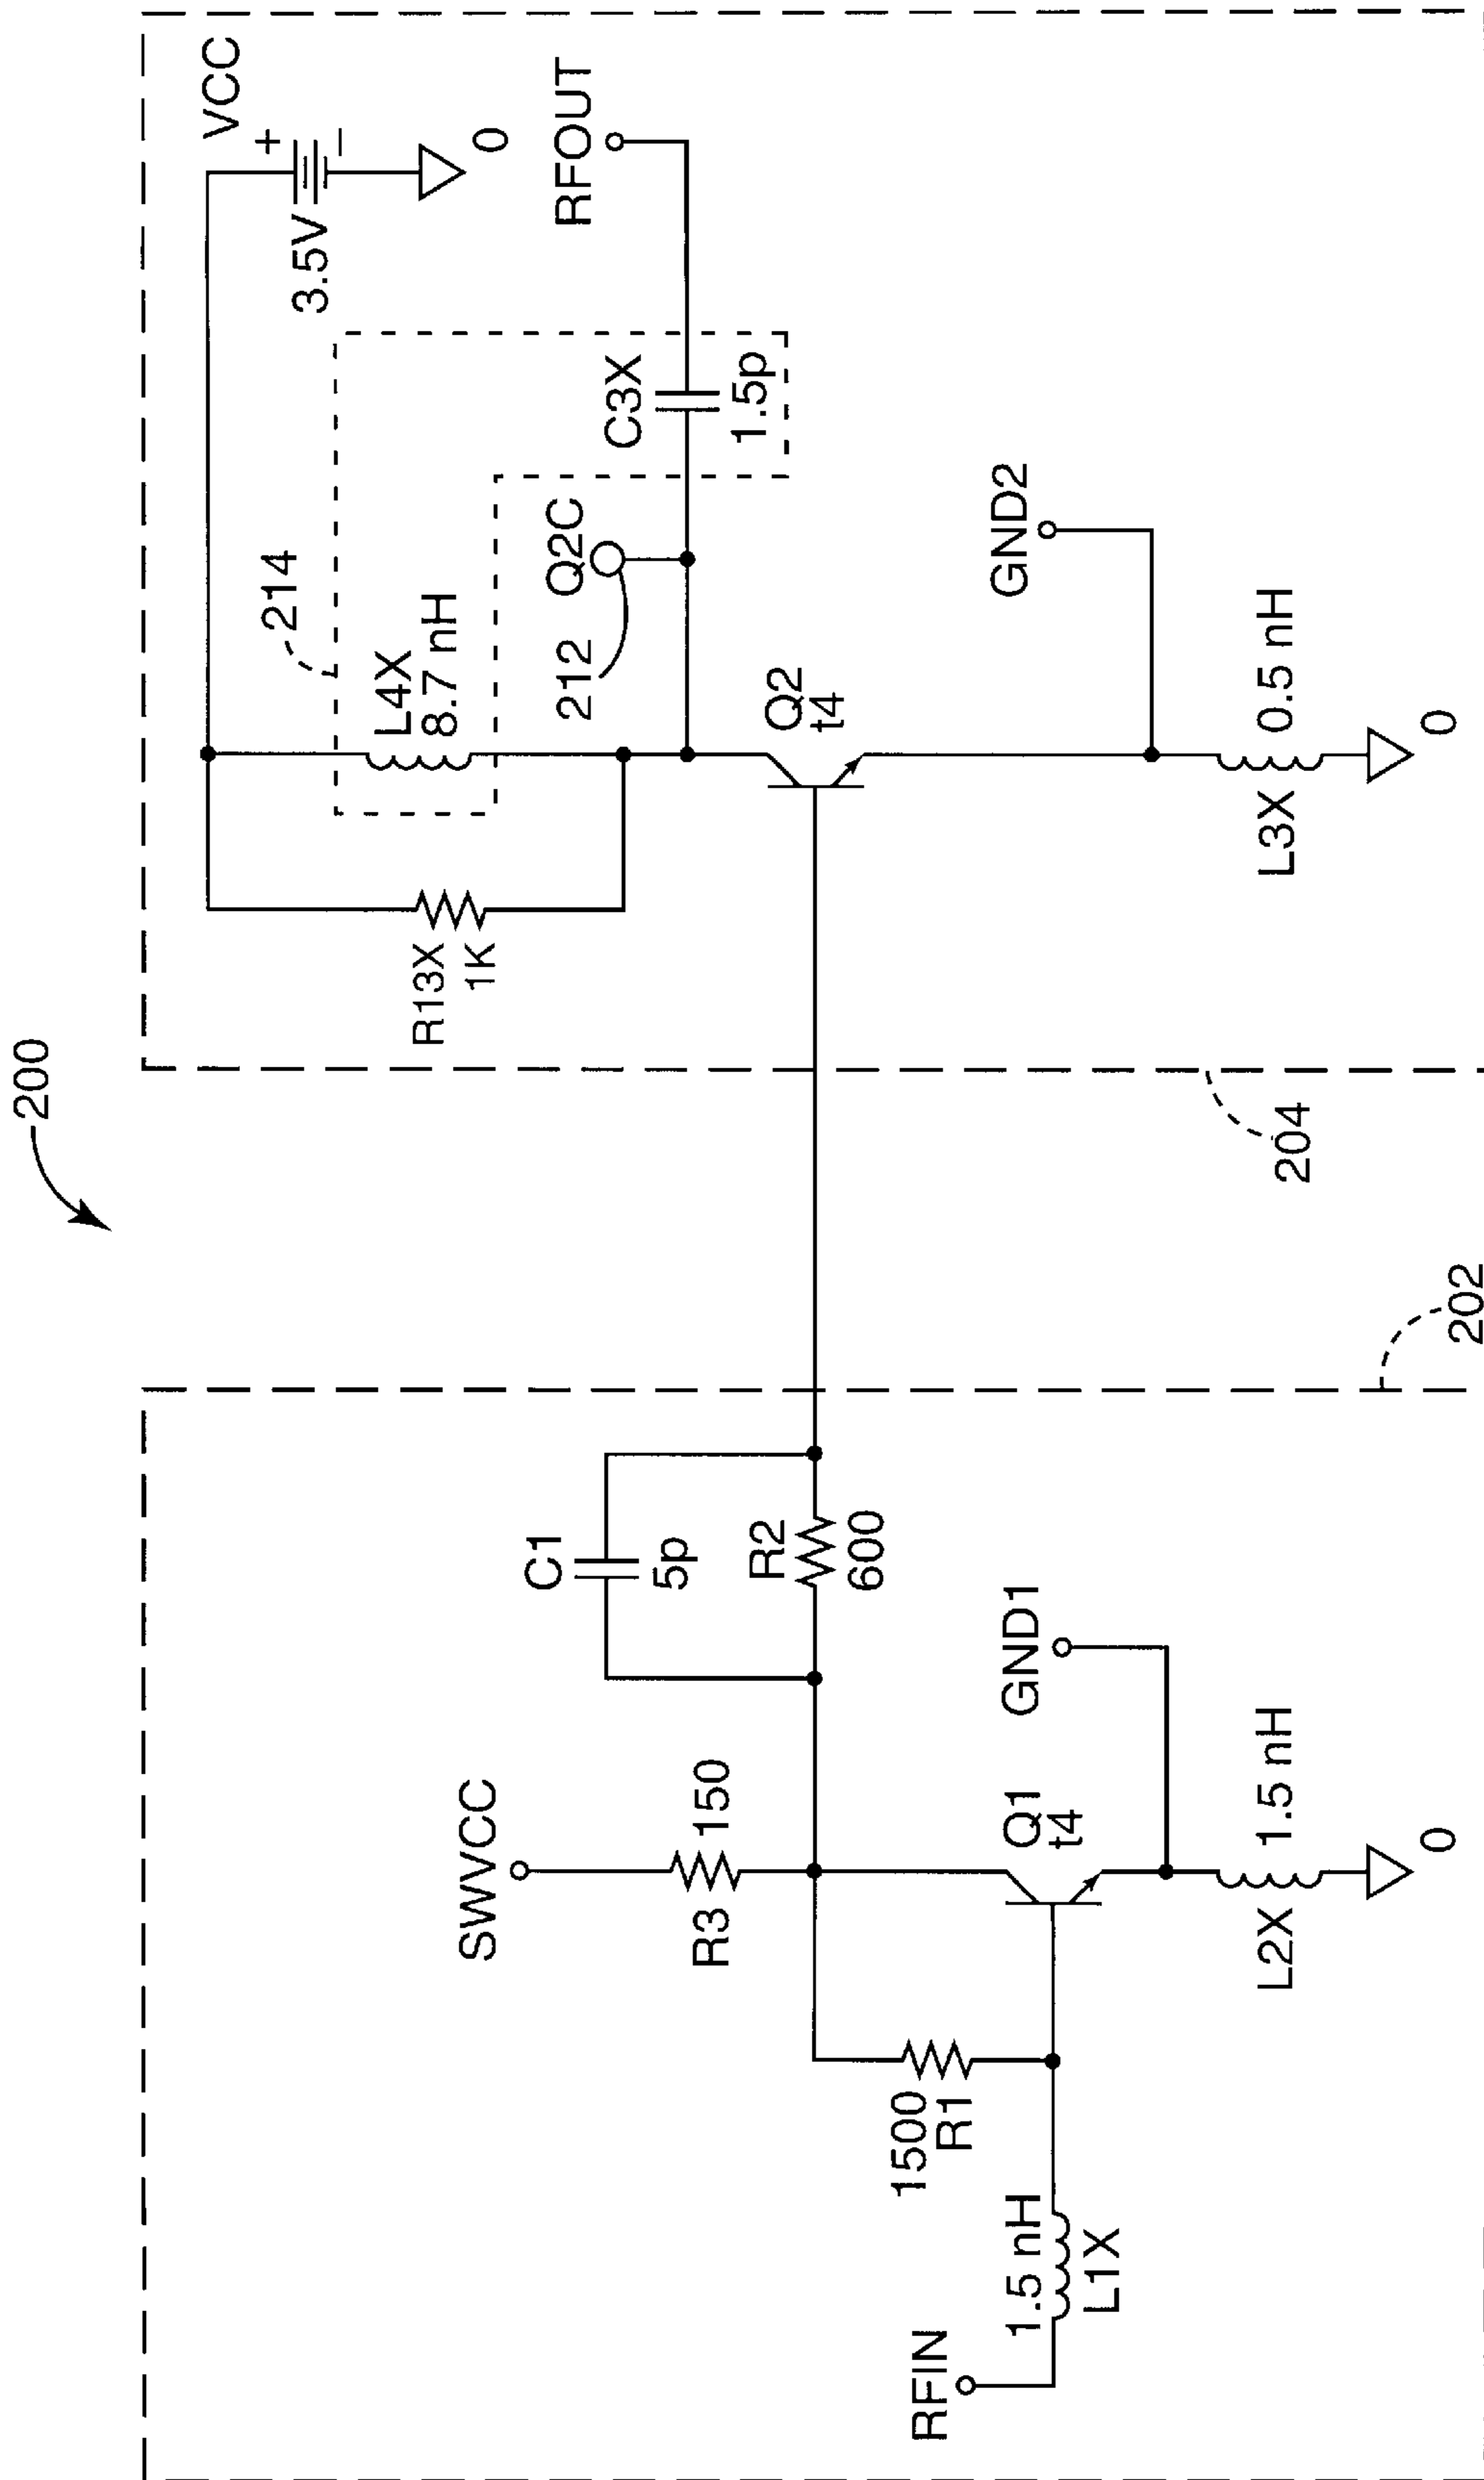 200
VCC
+
3.5V
−
0
214
L4X
8.7 nH
R13X
1K
Q2C
212
C3X
1.5p
RFOUT
Q2
t4
GND2
L3X
0.5 nH
0
204
202
C1
5p
R2
600
SWVCC
R3
150
1500
R1
Q1
t4
GND1
RFIN
1.5 nH
L1X
L2X
1.5 nH
0